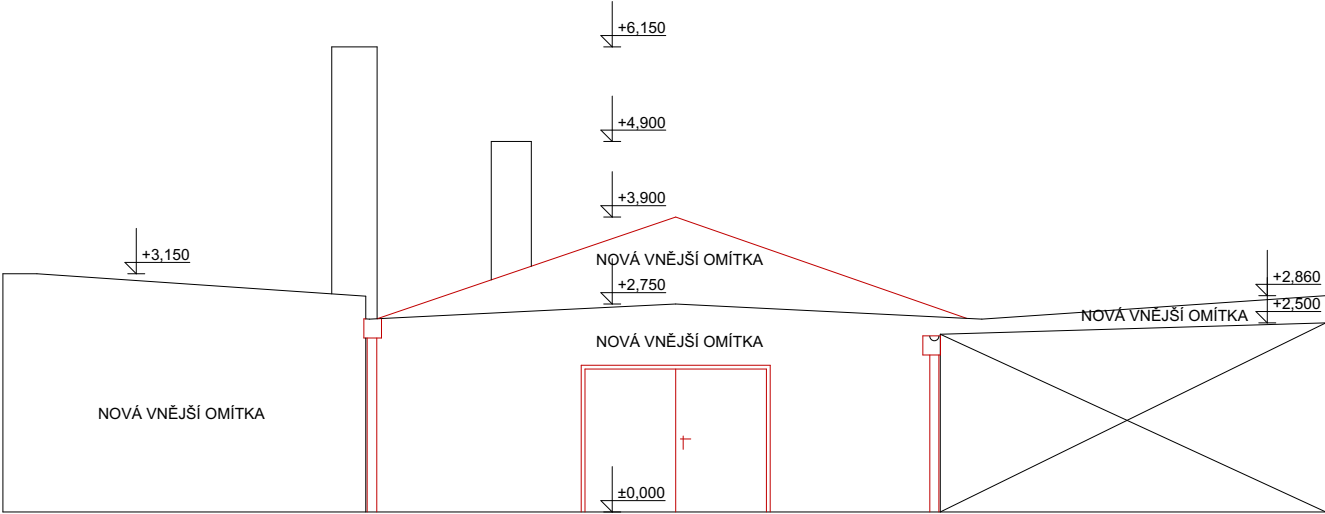 +6,150
+4,900
+3,900
+3,150
NOVÁ VNĚJŠÍ OMÍTKA
+2,860
+2,750
+2,500
NOVÁ VNĚJŠÍ OMÍTKA
NOVÁ VNĚJŠÍ OMÍTKA
NOVÁ VNĚJŠÍ OMÍTKA
±0,000